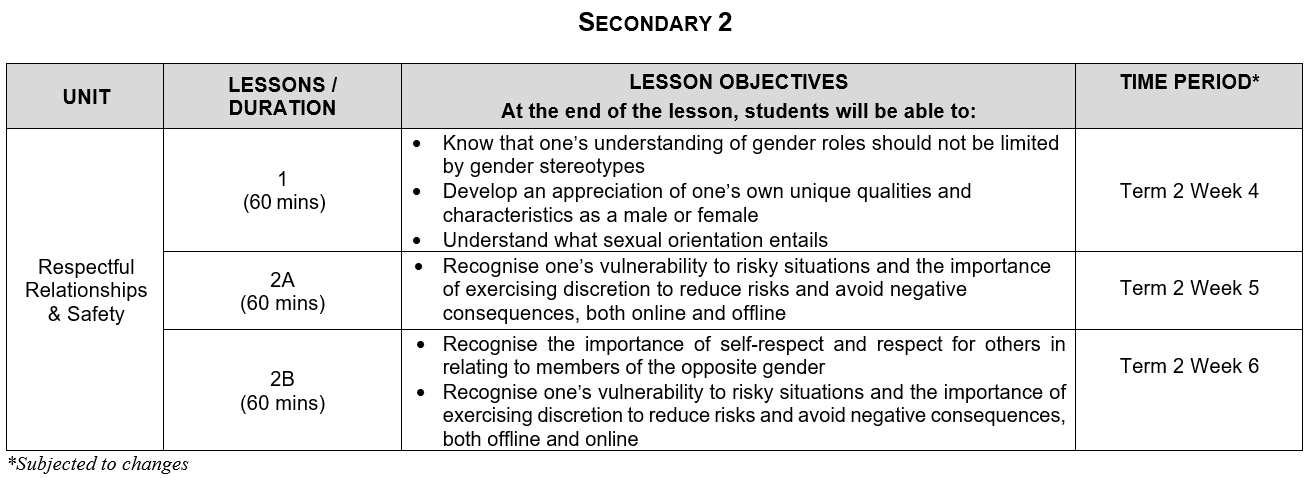 SECONDARY 2
UNIT
LESSONS /
DURATION
LESSON OBJECTIVES
At the end of the lesson, students will be able to:
TIME PERIOD*
Respectful
Relationships
& Safety
1
(60 mins)
• Know that one’s understanding of gender roles should not be limited
by gender stereotypes
• Develop an appreciation of one’s own unique qualities and
characteristics as a male or female
• Understand what sexual orientation entails
Term 2 Week 4
2A
(60 mins)
• Recognise one’s vulnerability to risky situations and the importance
of exercising discretion to reduce risks and avoid negative
consequences, both online and offline
Term 2 Week 5
2B
(60 mins)
• Recognise the importance of self-respect and respect for others in
relating to members of the opposite gender
• Recognise one’s vulnerability to risky situations and the importance of
exercising discretion to reduce risks and avoid negative consequences,
both offline and online
Term 2 Week 6
*Subjected to changes